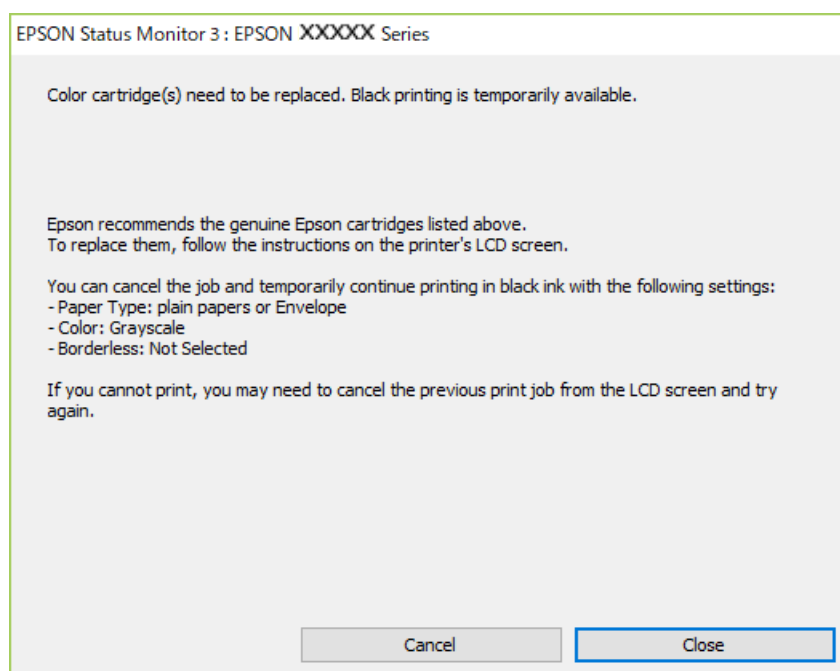 EPSON Status Monitor 3 : EPSON XXXXX Series
Color cartridge(s) need to be replaced. Black printing is temporarily available.
Epson recommends the genuine Epson cartridges listed above.
To replace them, follow the instructions on the printer's LCD screen.
You can cancel the job and temporarily continue printing in black ink with the following settings:
- Paper Type: plain papers or Envelope
- Color: Grayscale
- Borderless: Not Selected
If you cannot print, you may need to cancel the previous print job from the LCD screen and try
again.
Cancel
Close